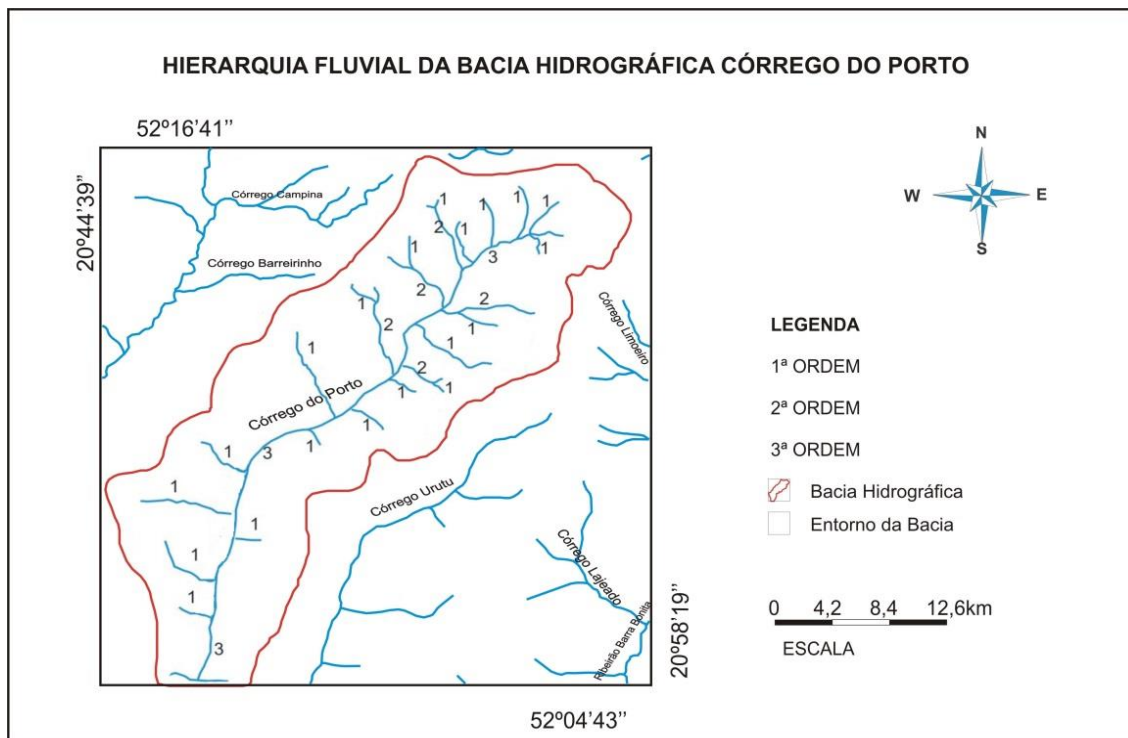 HIERARQUIA FLUVIAL DA BACIA HIDROGRÁFICA CÓRREGO DO PORTO
52º16'41’’
20º44'39”
Córrego Campina
Córrego Barreirinho
1
1
1
1
2
1
1
1
3
2
2
1
1
2
1
1
2
1
1
Córrego do Porto
1
1
1
3
1
1
1
1
1
3
Córrego Limoeiro
Córrego Urutu
Córrego Lajeado
Ribeirão Barra Bonita
20º58'19’’
52º04'43’’
N
W
E
S
LEGENDA
1ª ORDEM
2ª ORDEM
3ª ORDEM
Bacia Hidrográfica
Entorno da Bacia
0 4,2 8,4 12,6km
ESCALA